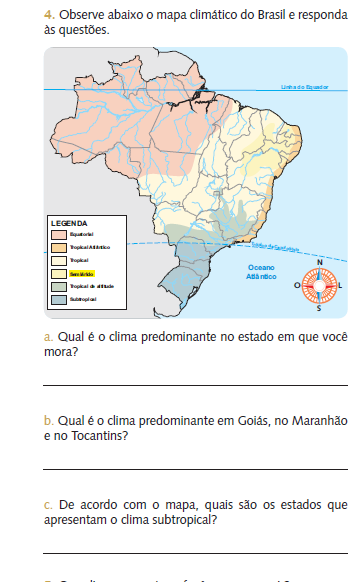 4. Observe abaixo o mapa climático do Brasil e responda
às questões.
Linha do Equador
LEGENDA
Equatorial
Tropical Atlântico
Tropical
Semiárido
Tropical de altitude
Subtropical
Trópico de Capricórnio
Oceano
Atlântico
N
O
L
S
a. Qual é o clima predominante no estado em que você
mora?
b. Qual é o clima predominante em Goiás, no Maranhão
e no Tocantins?
c. De acordo com o mapa, quais são os estados que
apresentam o clima subtropical?